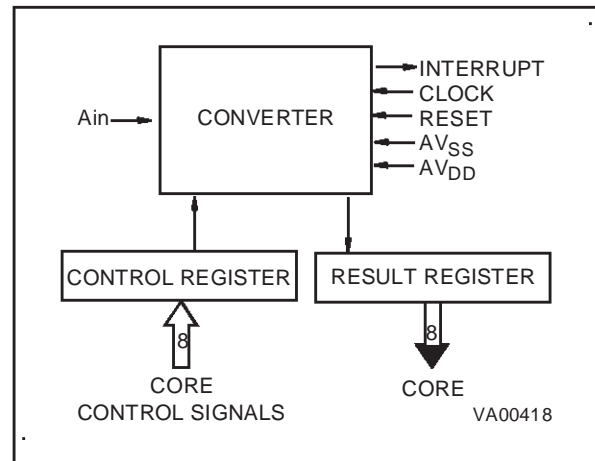 INTERRUPT
CLOCK
Ain
CONVERTER
RESET
AVSS
AVDD
CONTROL REGISTER
RESULT REGISTER
8
8
CORE
CONTROL SIGNALS
CORE
VA00418